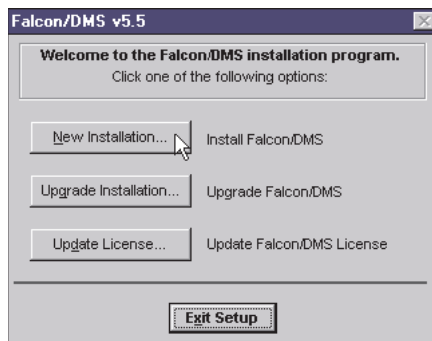 Falcon/DMS v5.5
Welcome to the Falcon/DMS installation program.
Click one of the following options:
New Installation... Install Falcon/DMS
Upgrade Installation... Upgrade Falcon/DMS
Update License... Update Falcon/DMS License
Exit Setup